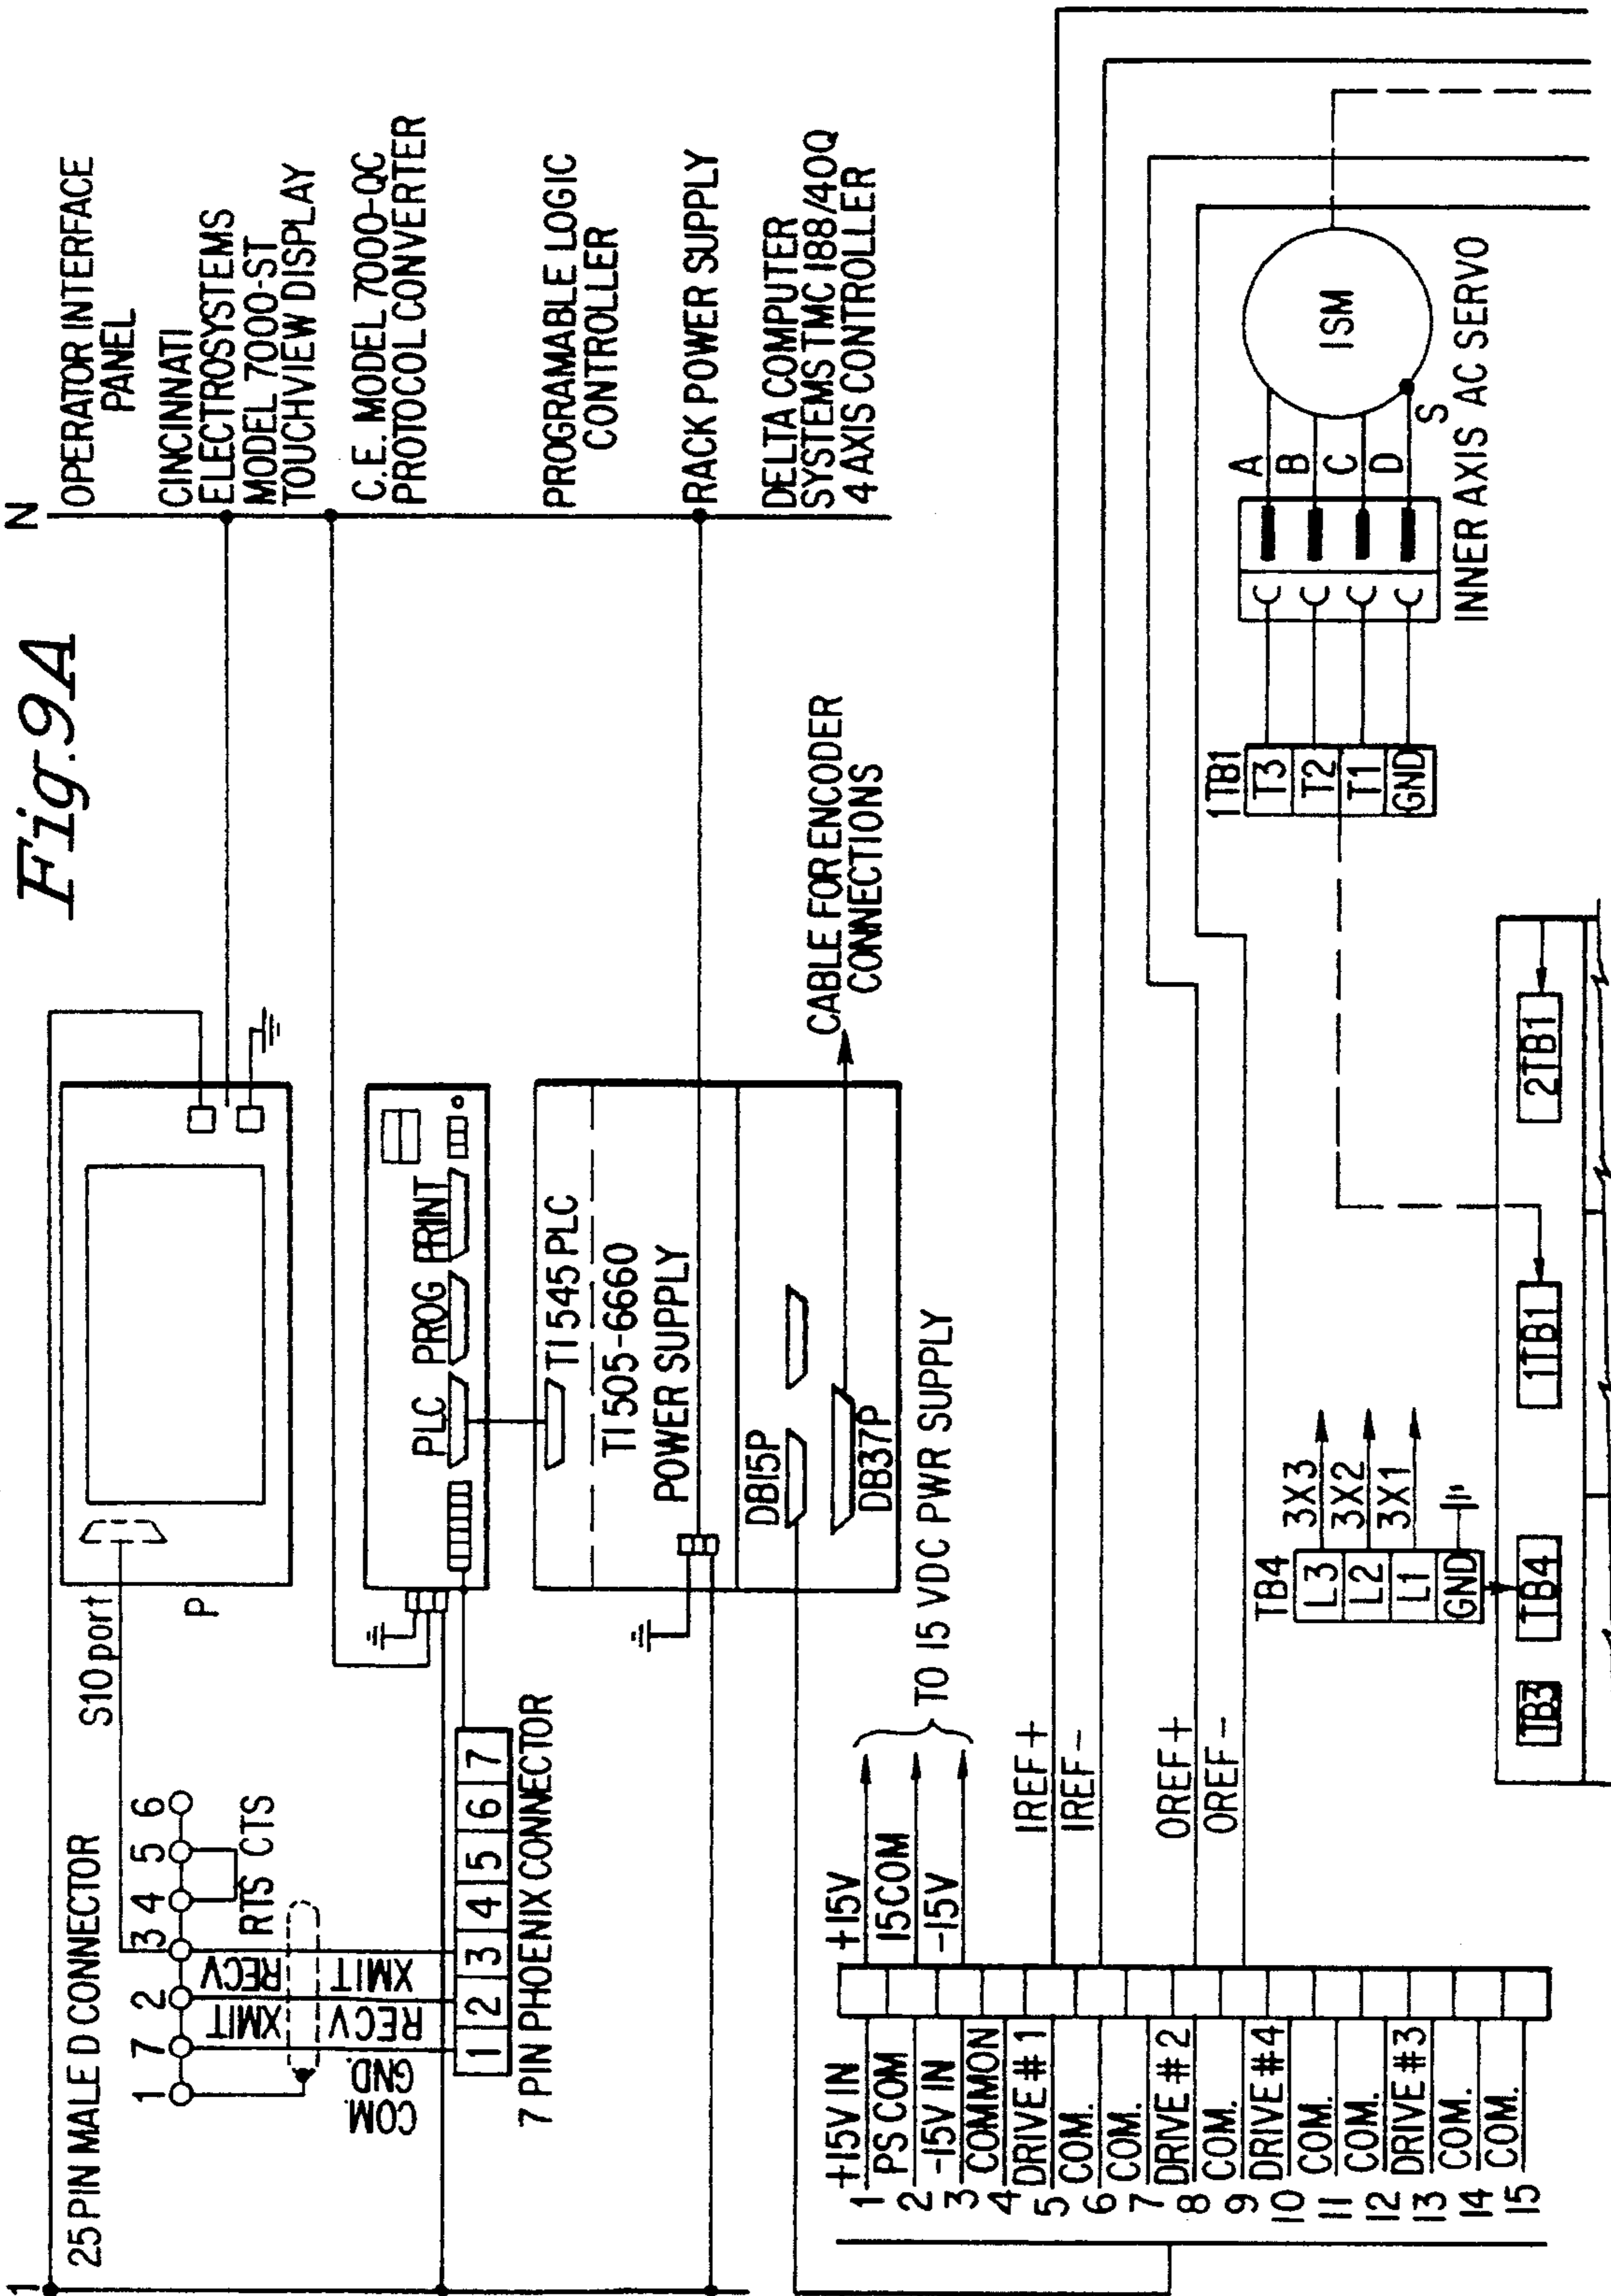 Fig. 9A
1
N
25 PIN MALE D CONNECTOR
1 7 2 3 4 5 6
S10 port
P
RTS CTS
XMIT RECV
RECV XMIT
COM. GND.
1 2 3 4 5 6 7
7 PIN PHOENIX CONNECTOR
OPERATOR INTERFACE
PANEL
CINCINNATI
ELECTROSYSTEMS
MODEL 7000-ST
TOUCHVIEW DISPLAY
C.E. MODEL 7000-QC
PROTOCOL CONVERTER
PLC PROG PRINT
PROGRAMABLE LOGIC
CONTROLLER
TI 545 PLC
TI 505-6660
POWER SUPPLY
RACK POWER SUPPLY
DB15P
DB37P
DELTA COMPUTER
SYSTEMS TMC 188/40Q
4 AXIS CONTROLLER
CABLE FOR ENCODER
CONNECTIONS
1 +15V IN
2 PS COM
3 -15V IN
4 COMMON
5 DRIVE #1
6 COM.
7 COM.
8 DRIVE #2
9 COM.
10 DRIVE #4
11 COM.
12 COM.
13 DRIVE #3
14 COM.
15 COM.
+15V
15COM
-15V
TO 15 VDC PWR SUPPLY
IREF+
IREF-
OREF+
OREF-
TB4
L3 3X3
L2 3X2
L1 3X1
GND
1TB1
T3
T2
T1
GND
A
B
C
D
S
ISM
INNER AXIS AC SERVO
TB3 TB4 1TB1 2TB1